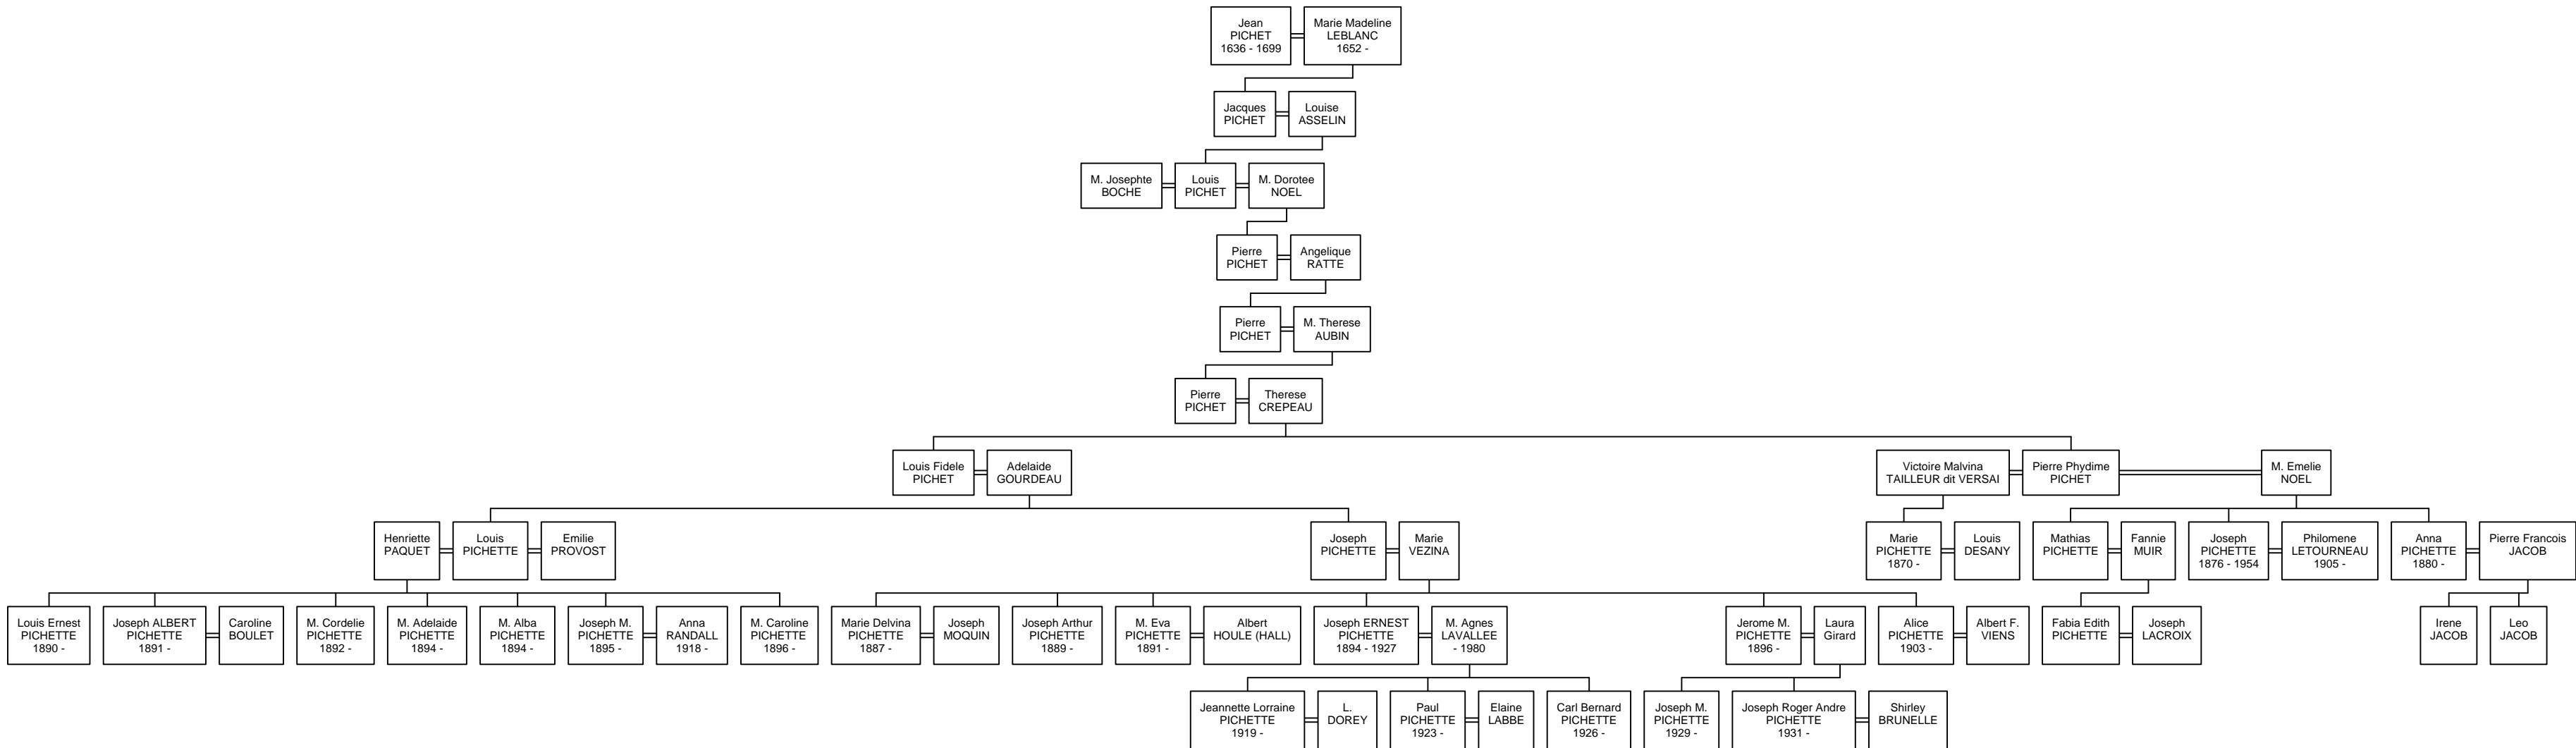 Jean
PICHET
1636 - 1699
Marie Madeline
LEBLANC
1652 -
Jacques
PICHET
Louise
ASSELIN
M. Josephte
BOCHE
Louis
PICHET
M. Dorotee
NOEL
Pierre
PICHET
Angelique
RATTE
Pierre
PICHET
M. Therese
AUBIN
Pierre
PICHET
Therese
CREPEAU
Louis Fidele
PICHET
Adelaide
GOURDEAU
Victoire Malvina
TAILLEUR dit VERSAI
Pierre Phydime
PICHET
M. Emelie
NOEL
Henriette
PAQUET
Louis
PICHETTE
Emilie
PROVOST
Joseph
PICHETTE
Marie
VEZINA
Marie
PICHETTE
1870 -
Louis
DESANY
Mathias
PICHETTE
Fannie
MUIR
Joseph
PICHETTE
1876 - 1954
Philomene
LETOURNEAU
1905 -
Anna
PICHETTE
1880 -
Pierre Francois
JACOB
Louis Ernest
PICHETTE
1890 -
Joseph ALBERT
PICHETTE
1891 -
Caroline
BOULET
M. Cordelie
PICHETTE
1892 -
M. Adelaide
PICHETTE
1894 -
M. Alba
PICHETTE
1894 -
Joseph M.
PICHETTE
1895 -
Anna
RANDALL
1918 -
M. Caroline
PICHETTE
1896 -
Marie Delvina
PICHETTE
1887 -
Joseph
MOQUIN
Joseph Arthur
PICHETTE
1889 -
M. Eva
PICHETTE
1891 -
Albert
HOULE (HALL)
Joseph ERNEST
PICHETTE
1894 - 1927
M. Agnes
LAVALLEE
- 1980
Jerome M.
PICHETTE
1896 -
Laura
Girard
Alice
PICHETTE
1903 -
Albert F.
VIENS
Fabia Edith
PICHETTE
Joseph
LACROIX
Irene
JACOB
Leo
JACOB
Jeannette Lorraine
PICHETTE
1919 -
L.
DOREY
Paul
PICHETTE
1923 -
Elaine
LABBE
Carl Bernard
PICHETTE
1926 -
Joseph M.
PICHETTE
1929 -
Joseph Roger Andre
PICHETTE
1931 -
Shirley
BRUNELLE